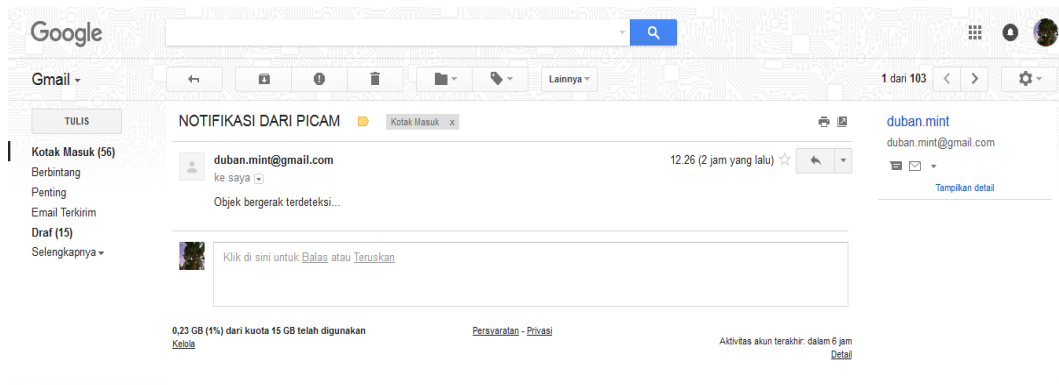 Google
Gmail
Lainnya
1 dari 103
TULIS
Kotak Masuk (56)
Berbintang
Penting
Email Terkirim
Draf (15)
Selengkapnya
NOTIFIKASI DARI PICAM
Kotak Masuk x
duban.mint@gmail.com
12.26 (2 jam yang lalu)
ke saya
Objek bergerak terdeteksi...
Klik di sini untuk Balas atau Teruskan
0,23 GB (1%) dari kuota 15 GB telah digunakan
Kelola
Persyaratan - Privasi
Aktivitas akun terakhir: dalam 6 jam
Detail
duban.mint
duban.mint@gmail.com
Tampilkan detail